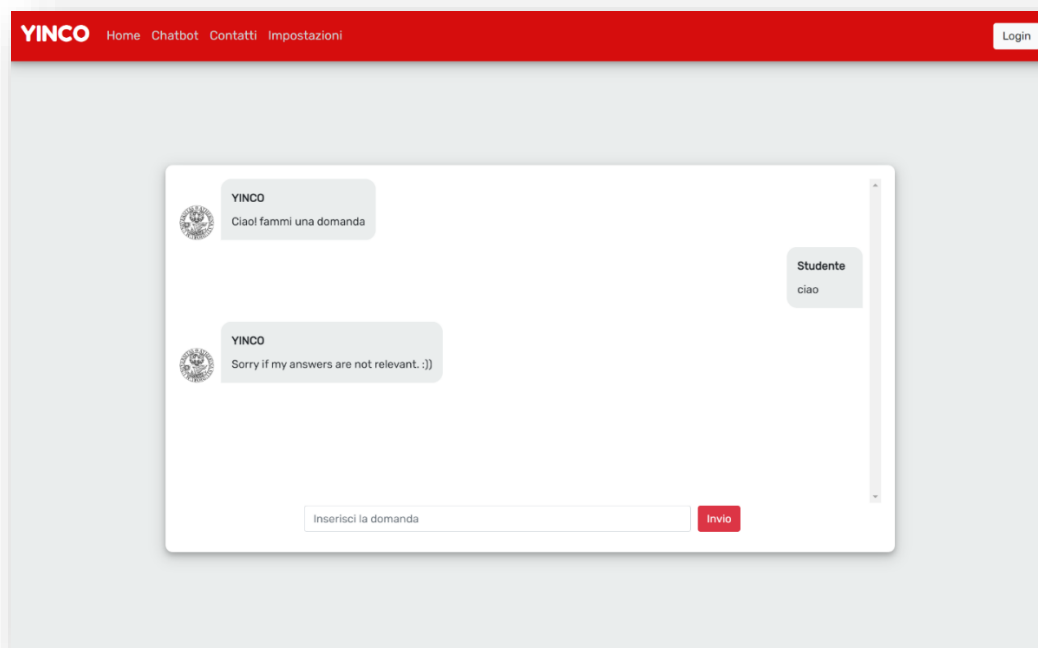 YINCO Home Chatbot Contatti Impostazioni Login
YINCO
Ciao! fammi una domanda
Studente
ciao
YINCO
Sorry if my answers are not relevant. :))
Inserisci la domanda Invio